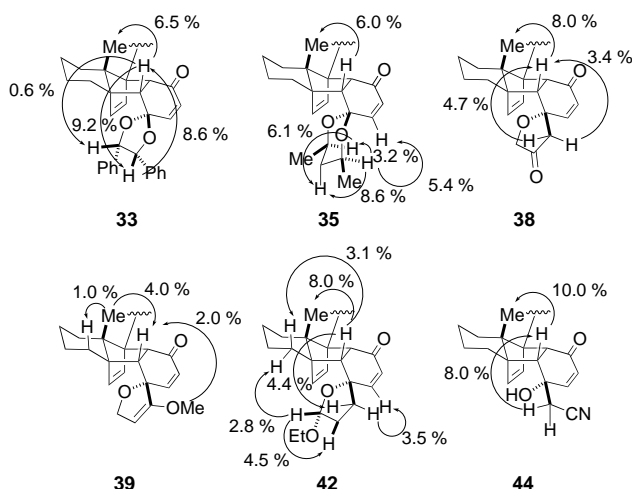 6.5 %
Me
H
O
0.6 %
9.2 %
O
O
H
Ph
H
Ph
8.6 %
33
6.0 %
Me
H
O
O
O
H
6.1 %
H
Me
H
3.2 %
Me
H
5.4 %
8.6 %
35
8.0 %
Me
H
3.4 %
O
4.7 %
O
H
H
O
38
1.0 %
4.0 %
Me
H
H
2.0 %
O
O
OMe
39
3.1 %
8.0 %
Me
H
H
O
H
4.4 %
O
H
H
H
H
2.8 %
EtO
H
3.5 %
4.5 %
42
10.0 %
Me
H
O
8.0 %
HO
H
CN
H
44